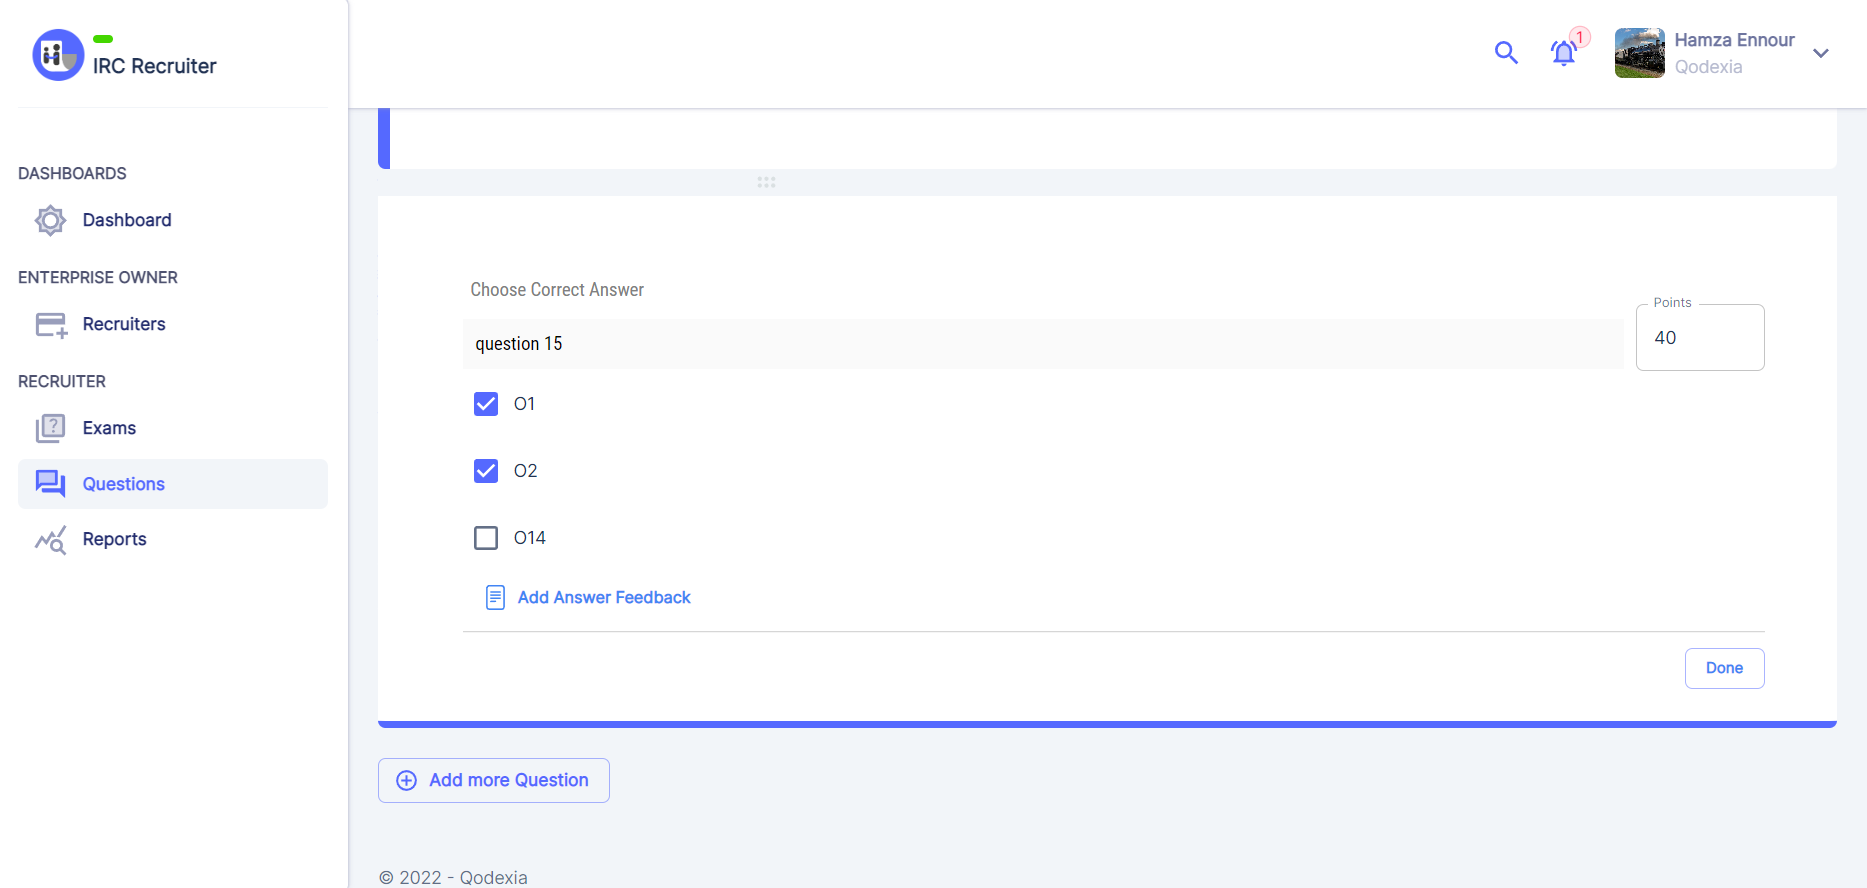 IRC Recruiter
1
Hamza Ennour
Qodexia
DASHBOARDS
Dashboard
ENTERPRISE OWNER
Recruiters
RECRUITER
Exams
Questions
Reports
Choose Correct Answer
Points
question 15
40
O1
O2
O14
Add Answer Feedback
Done
Add more Question
© 2022 - Qodexia